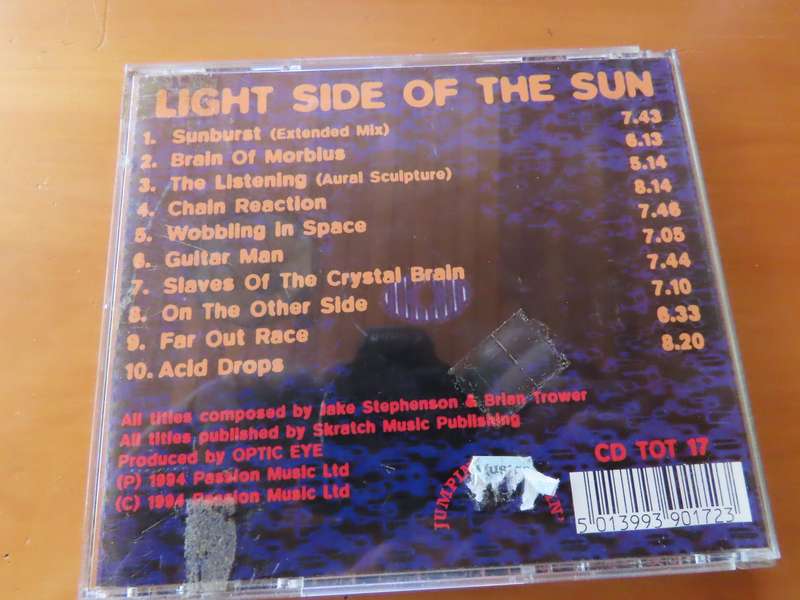 LIGHT SIDE OF THE SUN
1. Sunburst (Extended Mix) 7.43
2. Brain Of Morbius 6.13
3. The Listening (Aural Sculpture) 5.14
4. Chain Reaction 8.14
5. Wobbling In Space 7.46
6. Guitar Man 7.05
7. Slaves Of The Crystal Brain 7.44
8. On The Other Side 7.10
9. Far Out Race 6.33
10. Acid Drops 8.20
All titles composed by Jake Stephenson & Brian Trower
All titles published by Skratch Music Publishing
Produced by OPTIC EYE
(P) 1994 Passion Music Ltd
(C) 1994 Passion Music Ltd
CD TOT 17
5 013993 901723